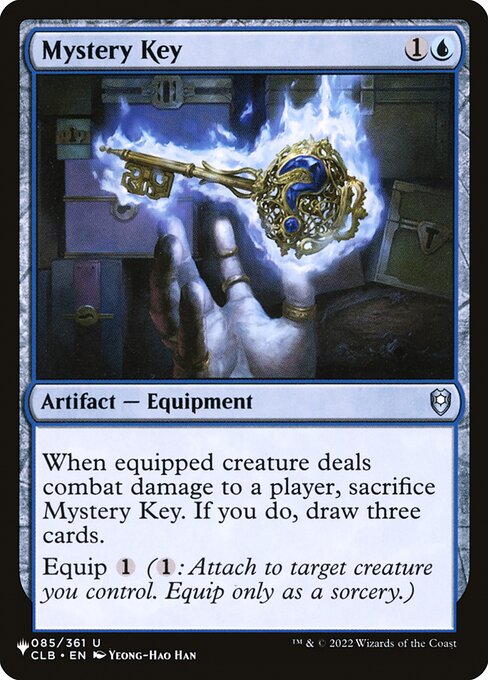 Mystery Key 1
Artifact — Equipment
When equipped creature deals
combat damage to a player, sacrifice
Mystery Key. If you do, draw three
cards.
Equip 1 (1: Attach to target creature
you control. Equip only as a sorcery.)
085/361 U
CLB • EN Yeong-Hao Han
™ & © 2022 Wizards of the Coast